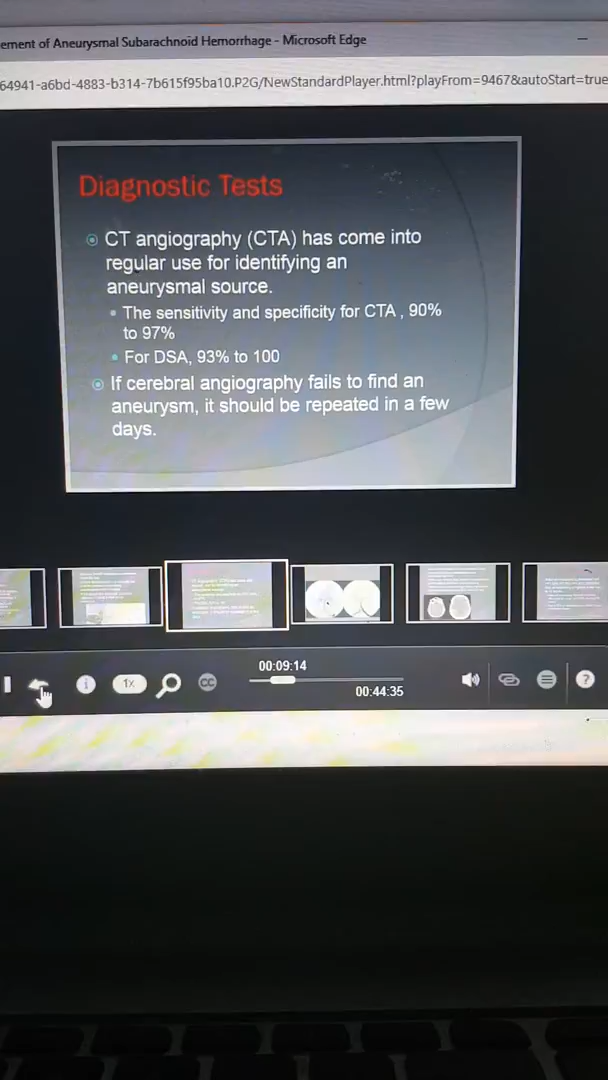 ement of Aneurysmal Subarachnoid Hemorrhage - Microsoft Edge
64941-a6bd-4883-b314-7b615f95ba10.P2G/NewStandardPlayer.html?playFrom=9467&autoStart=true
Diagnostic Tests
CT angiography (CTA) has come into
regular use for identifying an
aneurysmal source.
The sensitivity and specificity for CTA , 90%
to 97%
For DSA, 93% to 100
If cerebral angiography fails to find an
aneurysm, it should be repeated in a few
days.
00:09:14
1x
CC
00:44:35
?